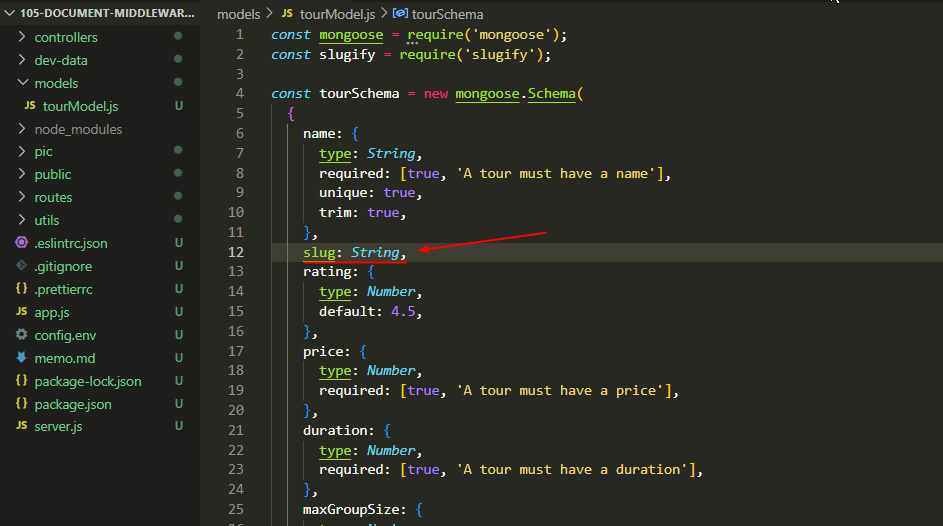 105-DOCUMENT-MIDDLEWAR...
controllers
dev-data
models
JS tourModel.js U
node_modules
pic
public
routes
utils
.eslintrc.json U
.gitignore U
{} .prettierrc U
JS app.js U
config.env U
memo.md U
{} package-lock.json U
{} package.json U
JS server.js U
models > JS tourModel.js > tourSchema
1 const mongoose = require('mongoose');
2 const slugify = require('slugify');
3
4 const tourSchema = new mongoose.Schema(
5 {
6 name: {
7 type: String,
8 required: [true, 'A tour must have a name'],
9 unique: true,
10 trim: true,
11 },
12 slug: String,
13 rating: {
14 type: Number,
15 default: 4.5,
16 },
17 price: {
18 type: Number,
19 required: [true, 'A tour must have a price'],
20 },
21 duration: {
22 type: Number,
23 required: [true, 'A tour must have a duration'],
24 },
25 maxGroupSize: {